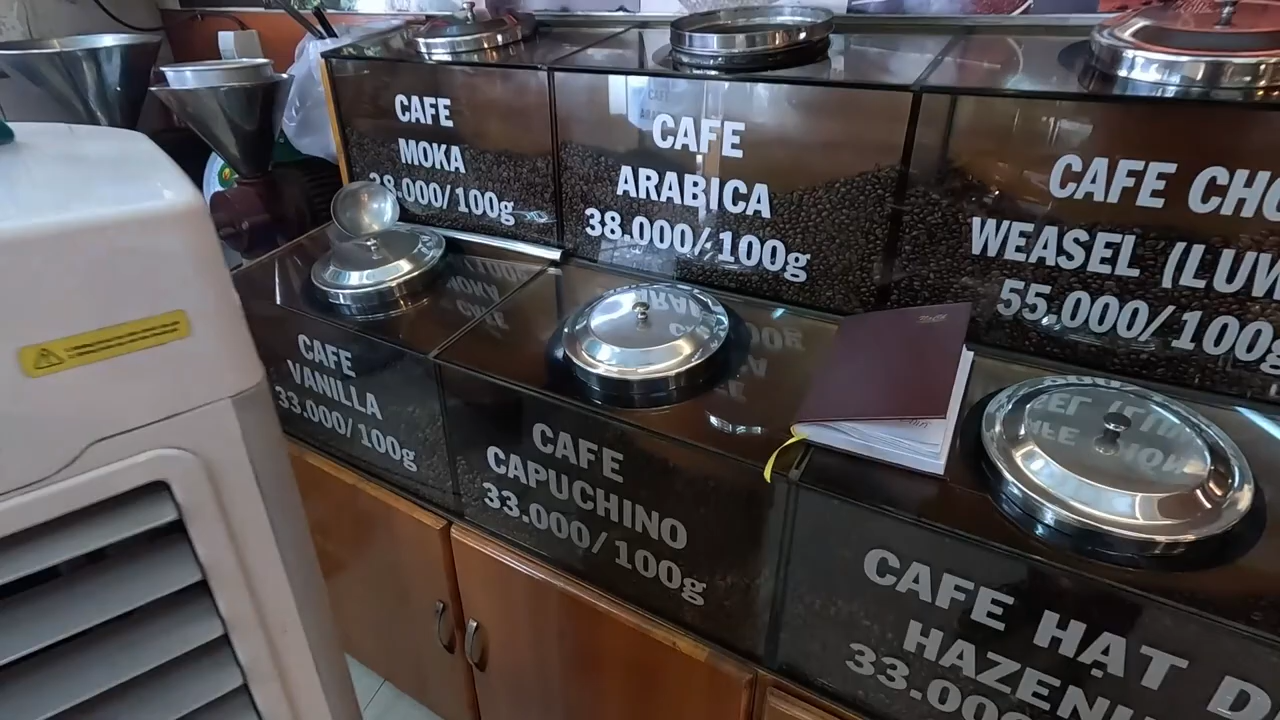 CAFE
MOKA
38.000/100g
CAFE
ARABICA
38.000/100g
CAFE CHO
WEASEL (LUW
55,000/100g
CAFE
VANILLA
33.000/100g
CAFE
CAPUCHINO
33.000/100g
CAFE HẠT D
HAZENL
33.000